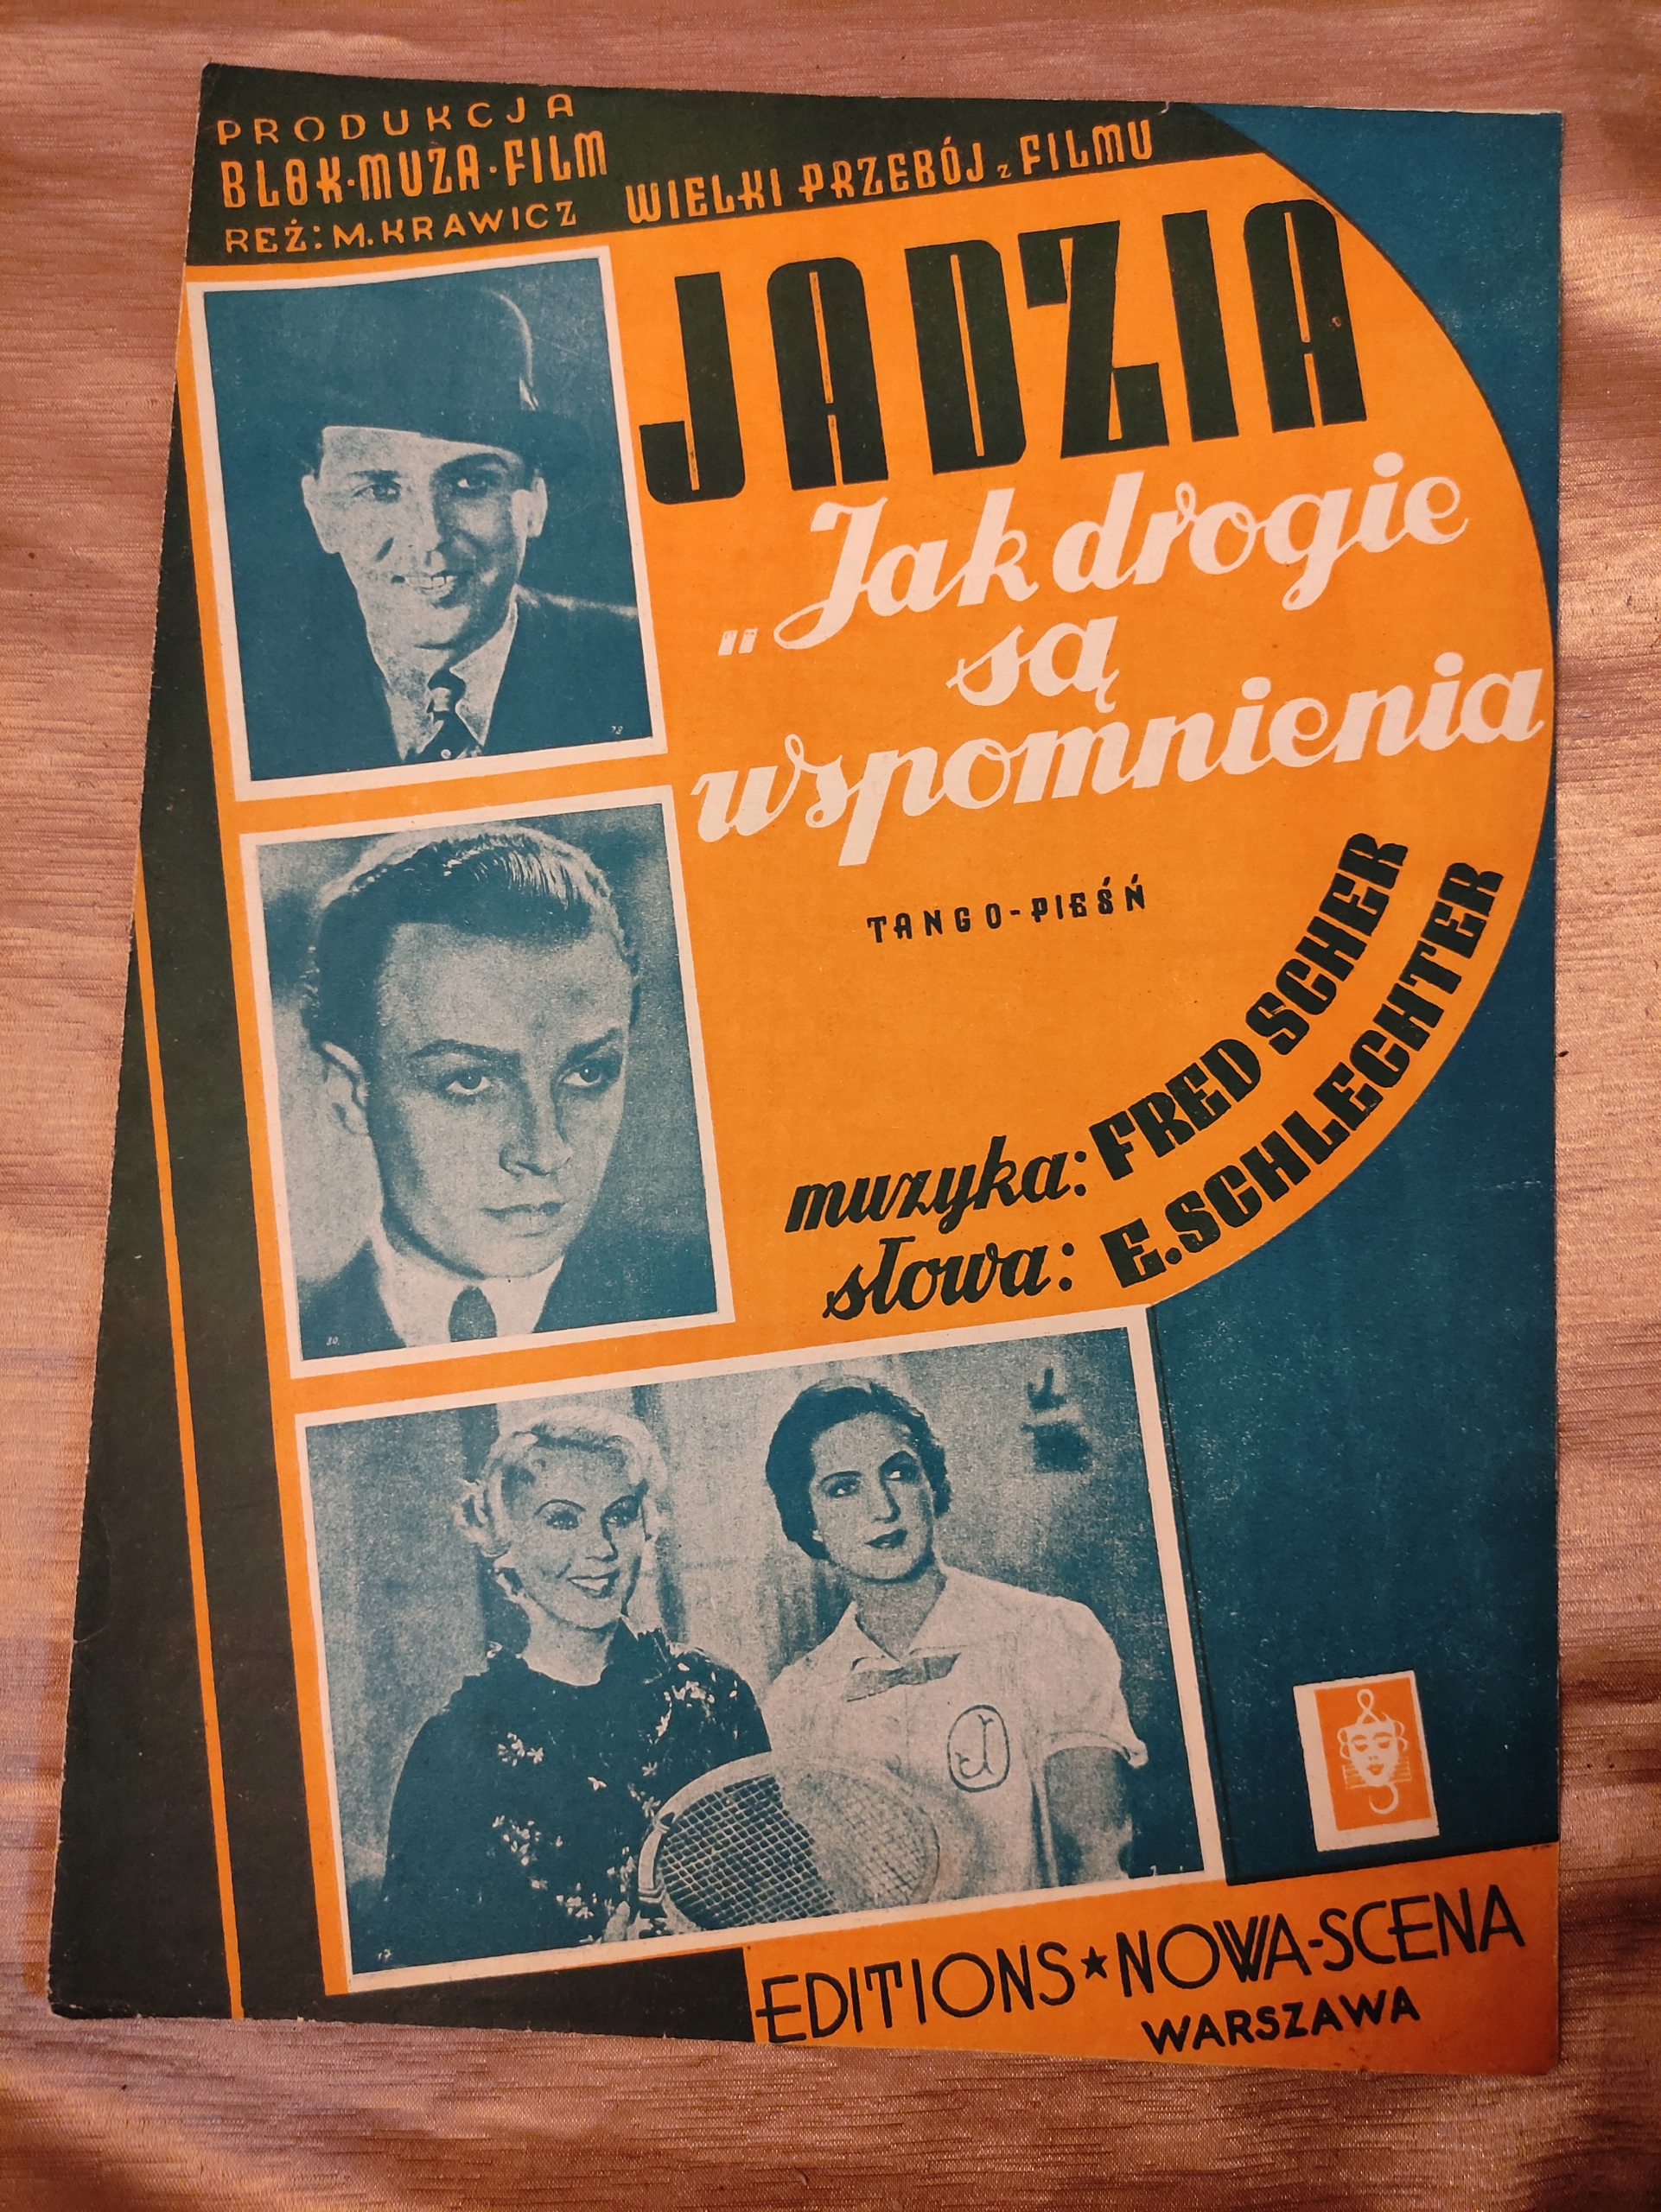 PRODUKCJA
BLOK·MUZA·FILM
REŻ: M. KRAWICZ
WIELKI PRZEBÓJ z FILMU
JADZIA
„Jak drogie
są
wspomnienia
TANGO-PIEŚŃ
muzyka: FRED SCHER
słowa: E. SCHLECHTER
EDITIONS ★ NOWA-SCENA
WARSZAWA